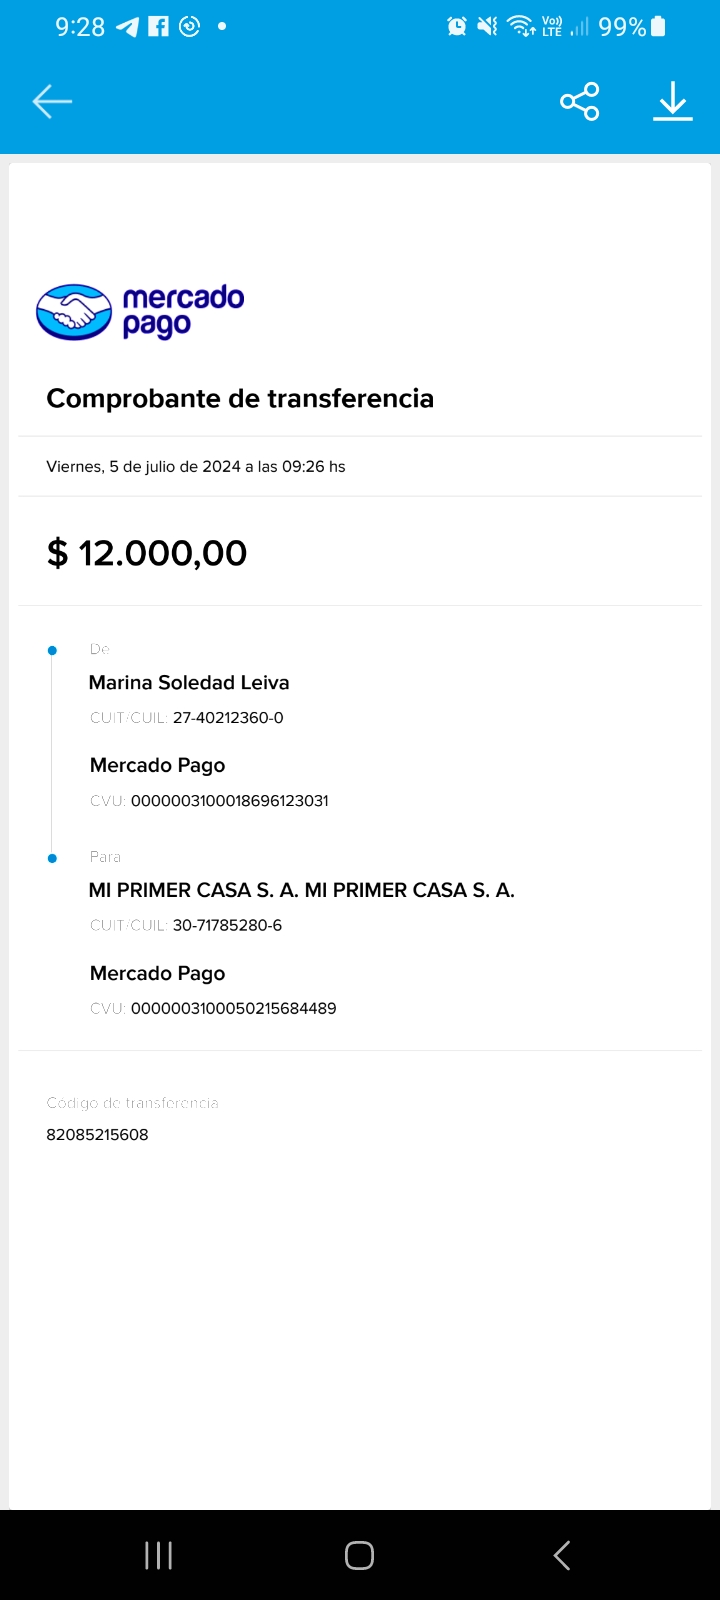 9:28
Vo))
LTE
99%
mercado
pago
Comprobante de transferencia
Viernes, 5 de julio de 2024 a las 09:26 hs
$ 12.000,00
De
Marina Soledad Leiva
CUIT/CUIL: 27-40212360-0
Mercado Pago
CVU: 0000003100018696123031
Para
MI PRIMER CASA S. A. MI PRIMER CASA S. A.
CUIT/CUIL: 30-71785280-6
Mercado Pago
CVU: 0000003100050215684489
Código de transferencia
82085215608